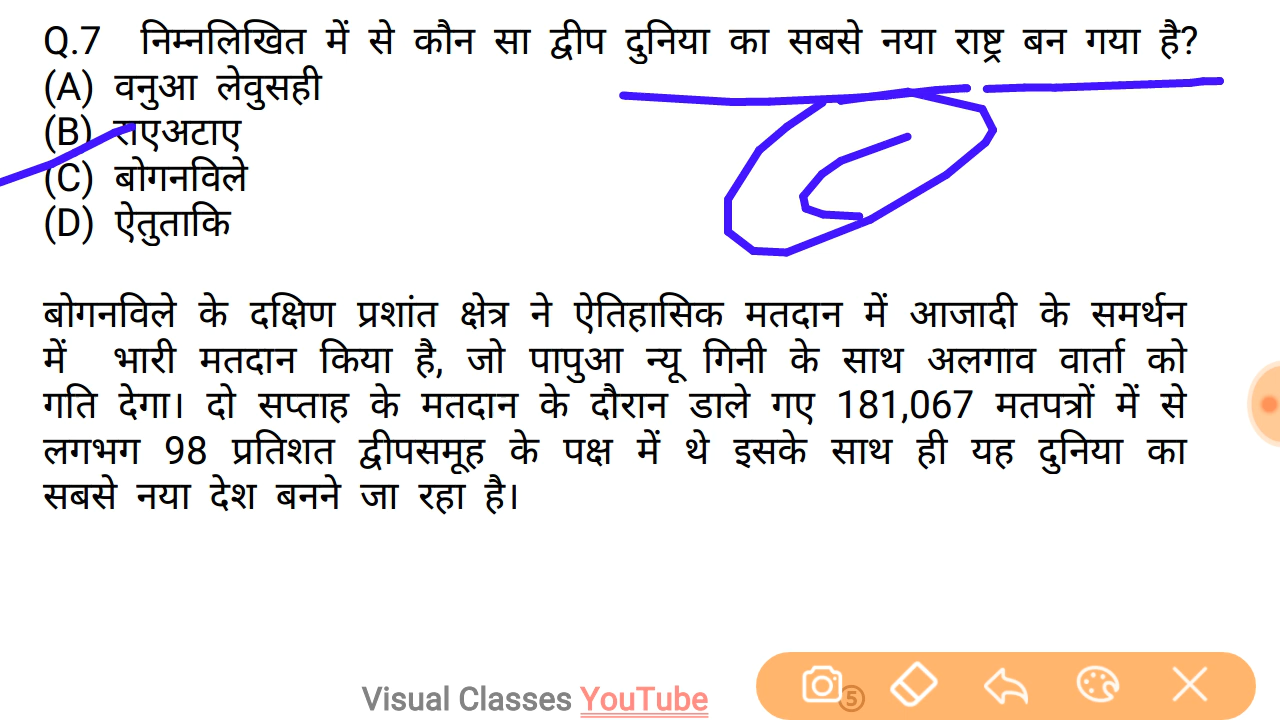 Q.7 निम्नलिखित में से कौन सा द्वीप दुनिया का सबसे नया राष्ट्र बन गया है?
(A) वनुआ लेवुसही
(B) तएअटाए
(C) बोगनविले
(D) ऐतुताकि
C
बोगनविले के दक्षिण प्रशांत क्षेत्र ने ऐतिहासिक मतदान में आजादी के समर्थन
में भारी मतदान किया है, जो पापुआ न्यू गिनी के साथ अलगाव वार्ता को
गति देगा। दो सप्ताह के मतदान के दौरान डाले गए 181,067 मतपत्रों में से
लगभग 98 प्रतिशत द्वीपसमूह के पक्ष में थे इसके साथ ही यह दुनिया का
सबसे नया देश बनने जा रहा है।
Visual Classes YouTube
5